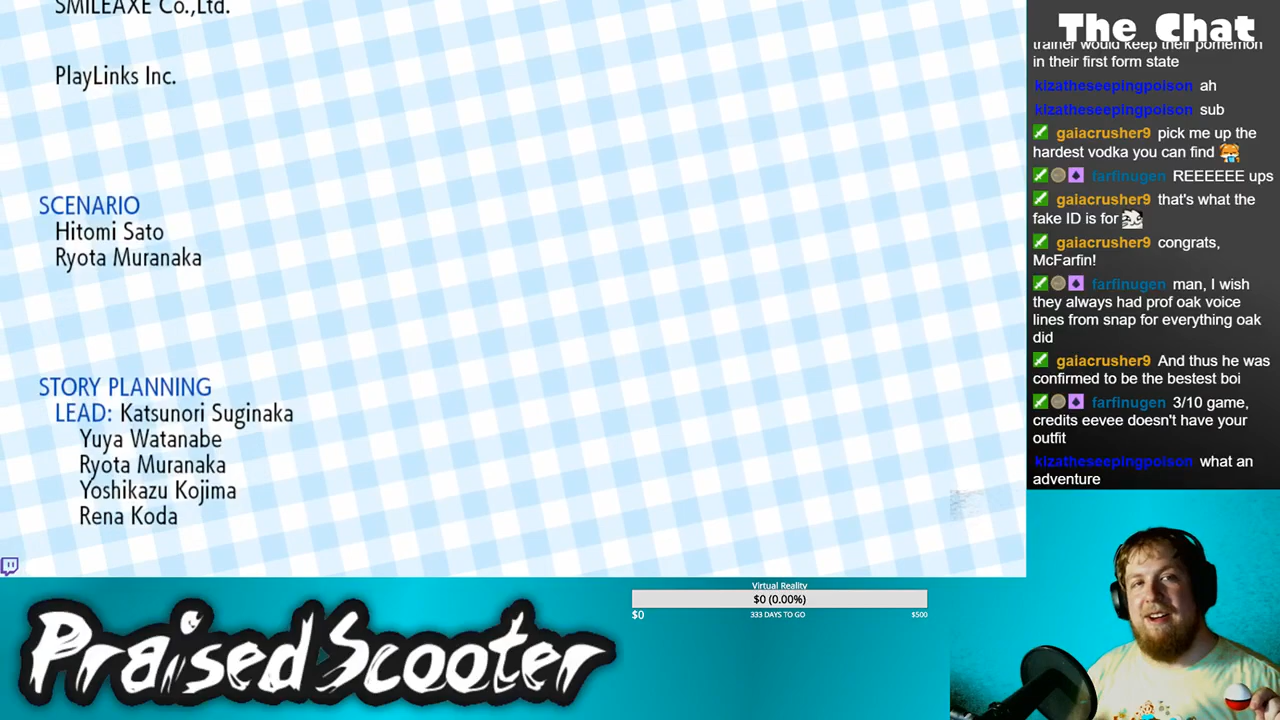 SMILEAXE Co.,Ltd.
PlayLinks Inc.
SCENARIO
Hitomi Sato
Ryota Muranaka
STORY PLANNING
LEAD: Katsunori Suginaka
Yuya Watanabe
Ryota Muranaka
Yoshikazu Kojima
Rena Koda
The Chat
trainer would keep their pomemon
in their first form state
kizatheseepingpoison ah
kizatheseepingpoison sub
gaiacrusher9 pick me up the
hardest vodka you can find
farfinugen REEEEEE ups
gaiacrusher9 that's what the
fake ID is for
gaiacrusher9 congrats,
McFarfin!
farfinugen man, I wish
they always had prof oak voice
lines from snap for everything oak
did
gaiacrusher9 And thus he was
confirmed to be the bestest boi
farfinugen 3/10 game,
credits eevee doesn't have your
outfit
kizatheseepingpoison what an
adventure
PraisedScooter
Virtual Reality
$0 (0.00%)
$0 333 DAYS TO GO $500